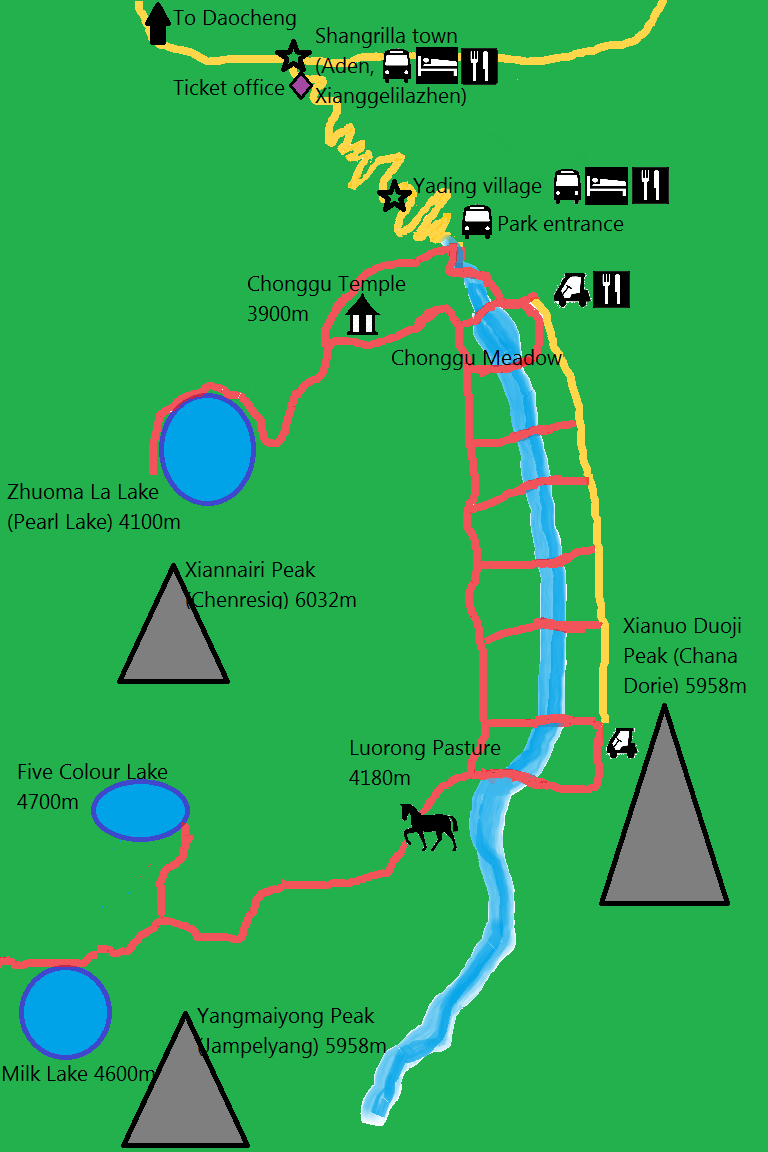 To Daocheng
Shangrilla town
(Aden,
Xianggelilazhen)
Ticket office
Yading village
Park entrance
Chonggu Temple
3900m
Chonggu Meadow
Zhuoma La Lake
(Pearl Lake) 4100m
Xiannairi Peak
(Chenresig) 6032m
Xianuo Duoji
Peak (Chana
Dorje) 5958m
Luorong Pasture
4180m
Five Colour Lake
4700m
Yangmaiyong Peak
(Jampelyang) 5958m
Milk Lake 4600m